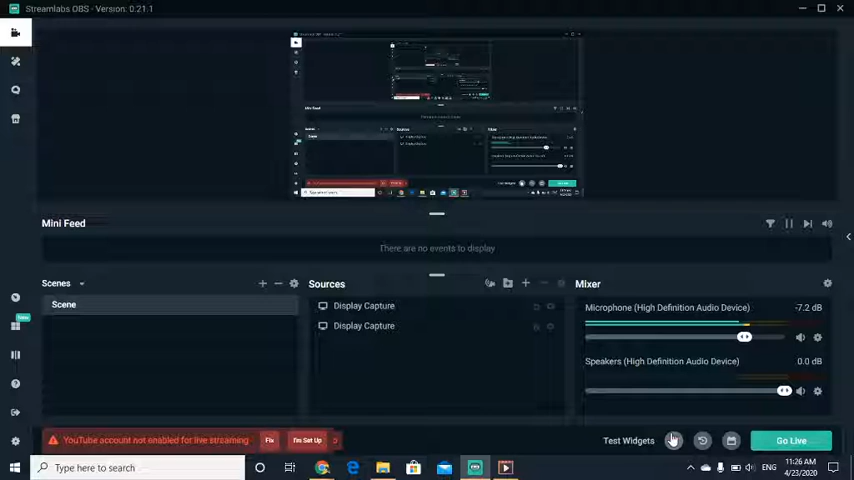 Streamlabs OBS - Version: 0.21.1
Mini Feed
There are no events to display
Scenes
Sources
Mixer
Scene
Display Capture
Display Capture
Microphone (High Definition Audio Device)
-7.2 dB
Speakers (High Definition Audio Device)
0.0 dB
YouTube account not enabled for live streaming
Fix
I'm Set Up
Test Widgets
Go Live
Type here to search
ENG
11:26 AM
4/23/2020